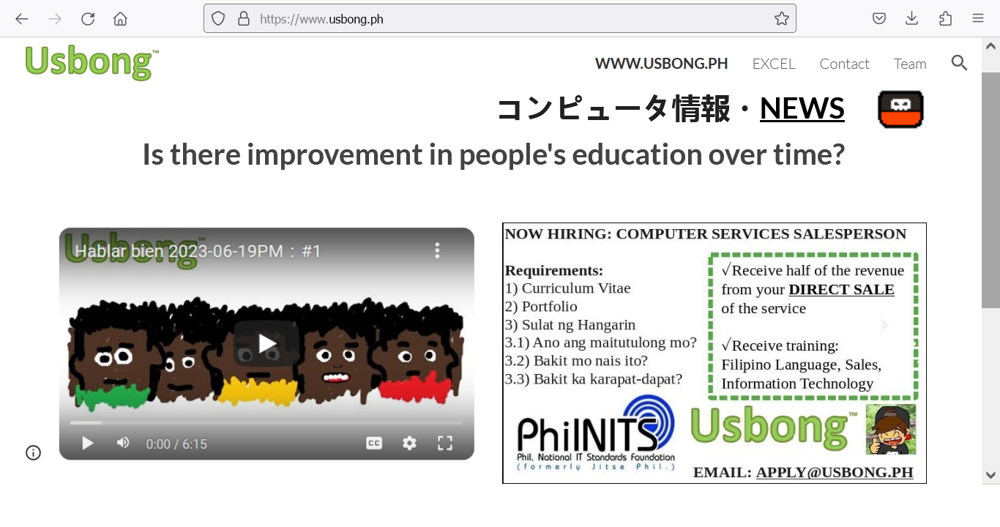 https://www.usbong.ph
Usbong™
WWW.USBONG.PH EXCEL Contact Team
コンピュータ情報・NEWS
Is there improvement in people's education over time?
Usbong™
Hablar bien 2023-06-19PM : #1
0:00 / 6:15
CC
NOW HIRING: COMPUTER SERVICES SALESPERSON
Requirements:
1) Curriculum Vitae
2) Portfolio
3) Sulat ng Hangarin
3.1) Ano ang maitutulong mo?
3.2) Bakit mo nais ito?
3.3) Bakit ka karapat-dapat?
√Receive half of the revenue
from your DIRECT SALE
of the service
√Receive training:
Filipino Language, Sales,
Information Technology
PhilNITS
Phil. National IT Standards Foundation
(formerly Jitse Phil.)
Usbong™
EMAIL: APPLY@USBONG.PH